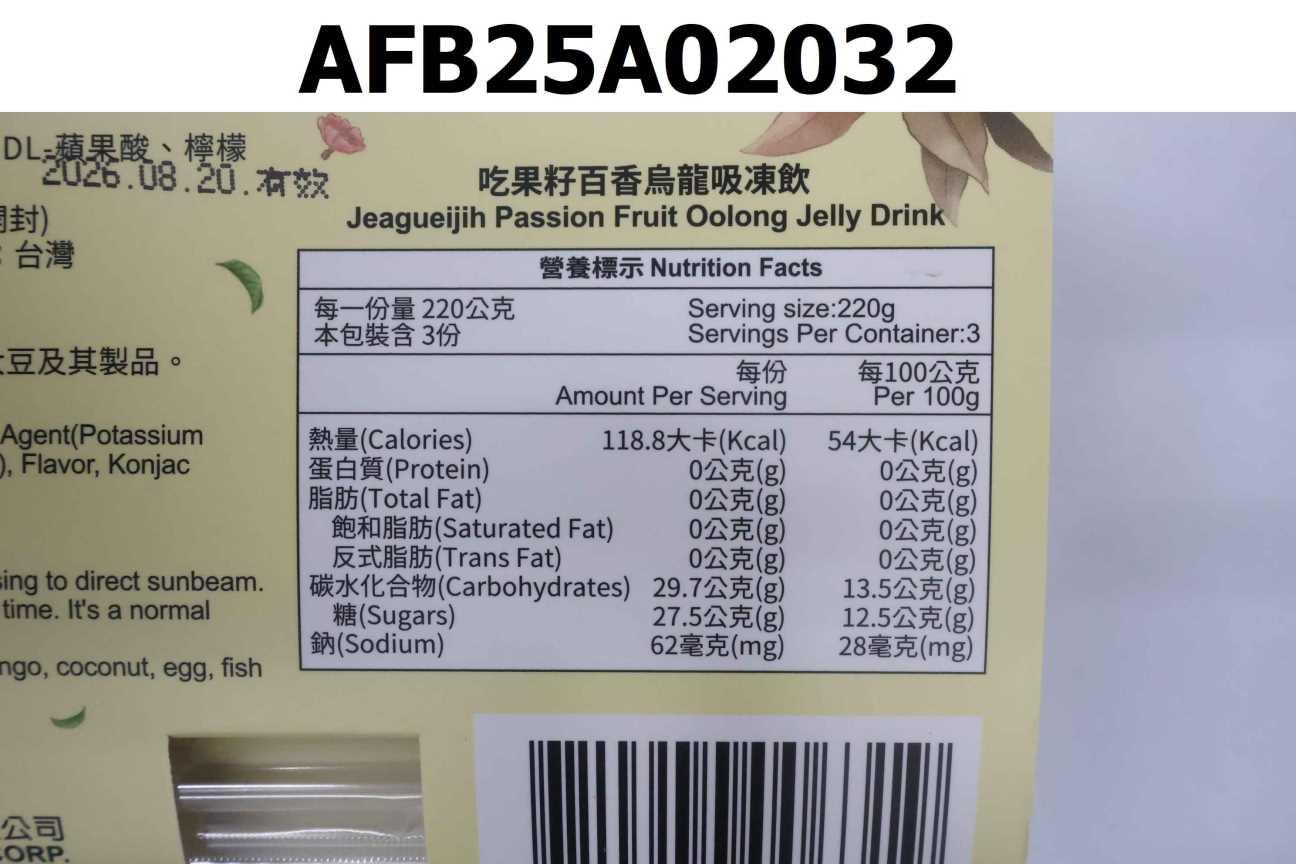 AFB25A02032
DL-蘋果酸、檸檬
2026.08.20.有效
開封)
:台灣
大豆及其製品。
Agent(Potassium
), Flavor, Konjac
sing to direct sunbeam.
time. It's a normal
ngo, coconut, egg, fish
公司
CORP.
吃果籽百香烏龍吸凍飲
Jeagueijih Passion Fruit Oolong Jelly Drink
營養標示 Nutrition Facts
每一份量 220公克 Serving size:220g
本包裝含 3份 Servings Per Container:3
每份 每100公克
Amount Per Serving Per 100g
熱量(Calories) 118.8大卡(Kcal) 54大卡(Kcal)
蛋白質(Protein) 0公克(g) 0公克(g)
脂肪(Total Fat) 0公克(g) 0公克(g)
飽和脂肪(Saturated Fat) 0公克(g) 0公克(g)
反式脂肪(Trans Fat) 0公克(g) 0公克(g)
碳水化合物(Carbohydrates) 29.7公克(g) 13.5公克(g)
糖(Sugars) 27.5公克(g) 12.5公克(g)
鈉(Sodium) 62毫克(mg) 28毫克(mg)